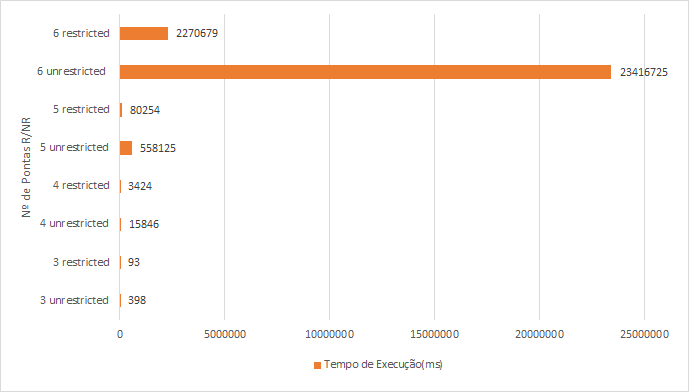 6 restricted 2270679
6 unrestricted 23416725
5 restricted 80254
5 unrestricted 558125
4 restricted 3424
4 unrestricted 15846
3 restricted 93
3 unrestricted 398
Nº de Pontas R/NR
0 5000000 10000000 15000000 20000000 25000000
Tempo de Execução(ms)